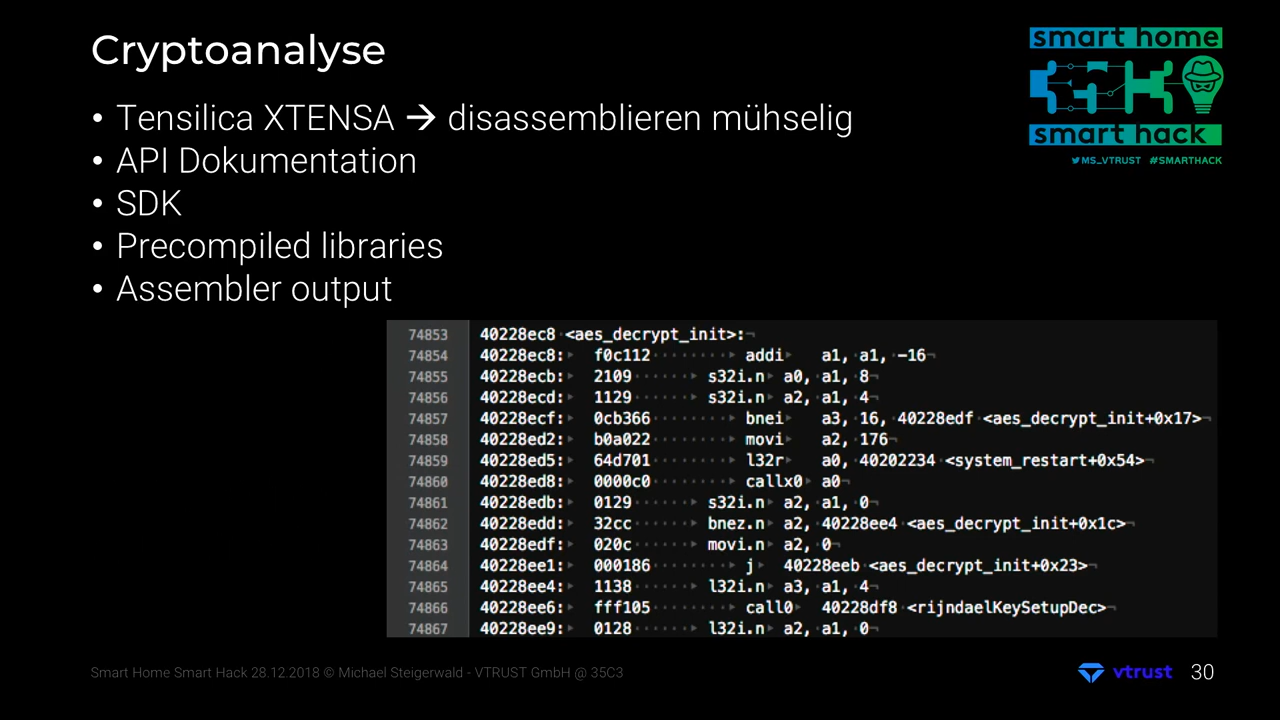 Cryptoanalyse
smart home
smart hack
MS_VTRUST #SMARTHACK
• Tensilica XTENSA → disassemblieren mühselig
• API Dokumentation
• SDK
• Precompiled libraries
• Assembler output
74853 40228ec8 <aes_decrypt_init>:
74854 40228ec8: f0c112 addi a1, a1, -16
74855 40228ecb: 2109 s32i.n a0, a1, 8
74856 40228ecd: 1129 s32i.n a2, a1, 4
74857 40228ecf: 0cb366 bnei a3, 16, 40228edf <aes_decrypt_init+0x17>
74858 40228ed2: b0a022 movi a2, 176
74859 40228ed5: 64d701 l32r a0, 40202234 <system_restart+0x54>
74860 40228ed8: 0000c0 callx0 a0
74861 40228edb: 0129 s32i.n a2, a1, 0
74862 40228edd: 32cc bnez.n a2, 40228ee4 <aes_decrypt_init+0x1c>
74863 40228edf: 020c movi.n a2, 0
74864 40228ee1: 000186 j 40228eeb <aes_decrypt_init+0x23>
74865 40228ee4: 1138 l32i.n a3, a1, 4
74866 40228ee6: fff105 call0 40228df8 <rijndaelKeySetupDec>
74867 40228ee9: 0128 l32i.n a2, a1, 0
Smart Home Smart Hack 28.12.2018 © Michael Steigerwald - VTRUST GmbH @ 35C3
vtrust 30